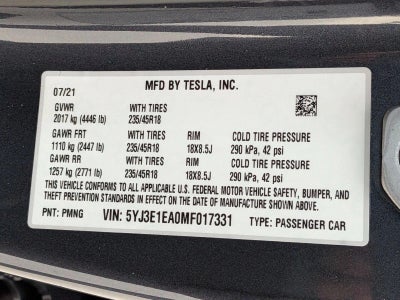 MFD BY TESLA, INC.
07/21
GVWR WITH TIRES
2017 kg (4446 lb) 235/45R18
GAWR FRT WITH TIRES RIM COLD TIRE PRESSURE
1110 kg (2447 lb) 235/45R18 18X8.5J 290 kPa, 42 psi
GAWR RR WITH TIRES RIM COLD TIRE PRESSURE
1257 kg (2771 lb) 235/45R18 18X8.5J 290 kPa, 42 psi
THIS VEHICLE CONFORMS TO ALL APPLICABLE U.S. FEDERAL MOTOR VEHICLE SAFETY, BUMPER, AND
THEFT PREVENTION STANDARDS IN EFFECT ON THE DATE OF MANUFACTURE SHOWN ABOVE.
PNT: PMNG VIN: 5YJ3E1EA0MF017331 TYPE: PASSENGER CAR